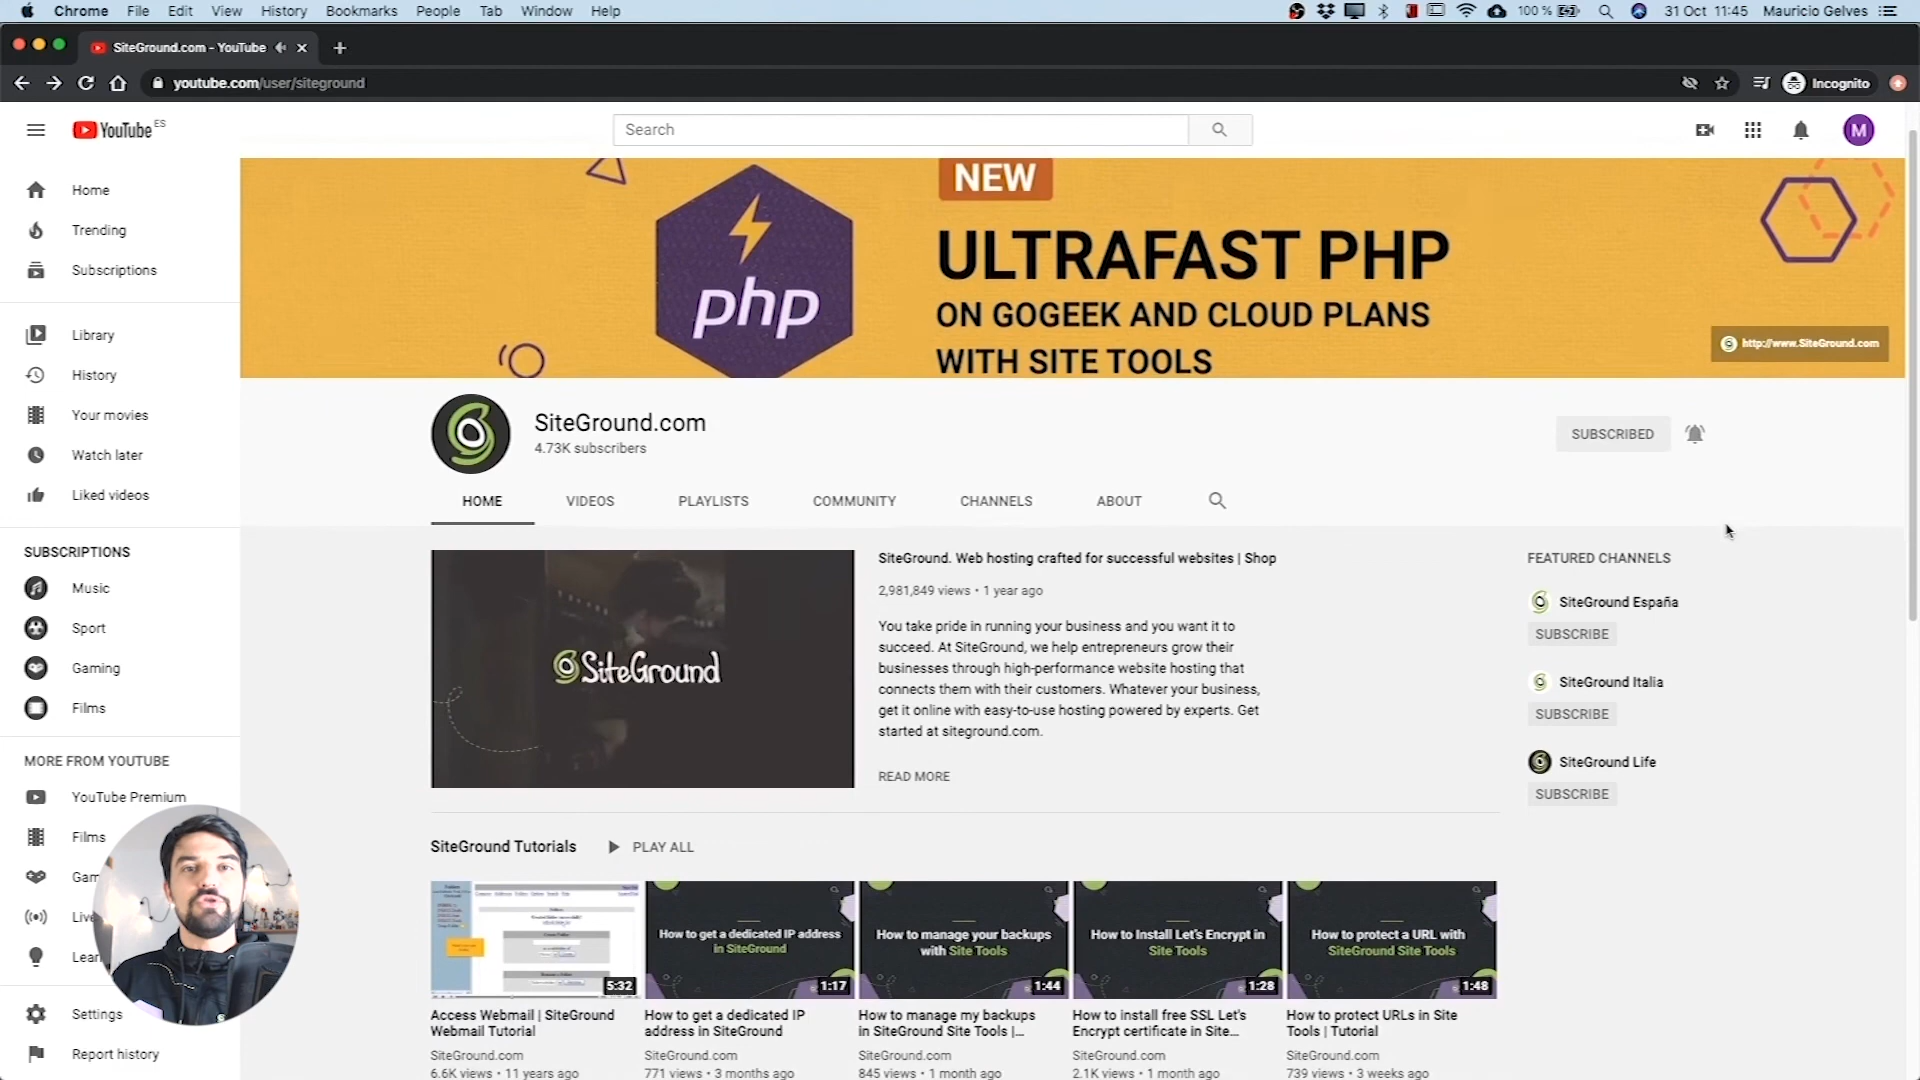 Chrome File Edit View History Bookmarks People Tab Window Help
100 % 31 Oct 11:45 Mauricio Gelves
SiteGround.com - YouTube
youtube.com/user/siteground
Incognito
YouTube ES
Search
M
Home
Trending
Subscriptions
Library
History
Your movies
Watch later
Liked videos
SUBSCRIPTIONS
Music
Sport
Gaming
Films
MORE FROM YOUTUBE
YouTube Premium
Films
Gam
Live
Lear
Settings
Report history
php
NEW
ULTRAFAST PHP
ON GOGEEK AND CLOUD PLANS
WITH SITE TOOLS
http://www.SiteGround.com
SiteGround.com
4.73K subscribers
SUBSCRIBED
HOME VIDEOS PLAYLISTS COMMUNITY CHANNELS ABOUT
SiteGround
SiteGround. Web hosting crafted for successful websites | Shop
2,981,849 views • 1 year ago
You take pride in running your business and you want it to
succeed. At SiteGround, we help entrepreneurs grow their
businesses through high-performance website hosting that
connects them with their customers. Whatever your business,
get it online with easy-to-use hosting powered by experts. Get
started at siteground.com.
READ MORE
FEATURED CHANNELS
SiteGround España
SUBSCRIBE
SiteGround Italia
SUBSCRIBE
SiteGround Life
SUBSCRIBE
SiteGround Tutorials PLAY ALL
5:32
Access Webmail | SiteGround
Webmail Tutorial
SiteGround.com
6.6K views • 11 years ago
How to get a dedicated IP address
in SiteGround
1:17
How to get a dedicated IP
address in SiteGround
SiteGround.com
771 views • 3 months ago
How to manage your backups
with Site Tools
1:44
How to manage my backups
in SiteGround Site Tools |...
SiteGround.com
845 views • 1 month ago
How to Install Let's Encrypt in
Site Tools
1:28
How to install free SSL Let's
Encrypt certificate in Site...
SiteGround.com
2.1K views • 1 month ago
How to protect a URL with
SiteGround Site Tools
1:48
How to protect URLs in Site
Tools | Tutorial
SiteGround.com
739 views • 3 weeks ago